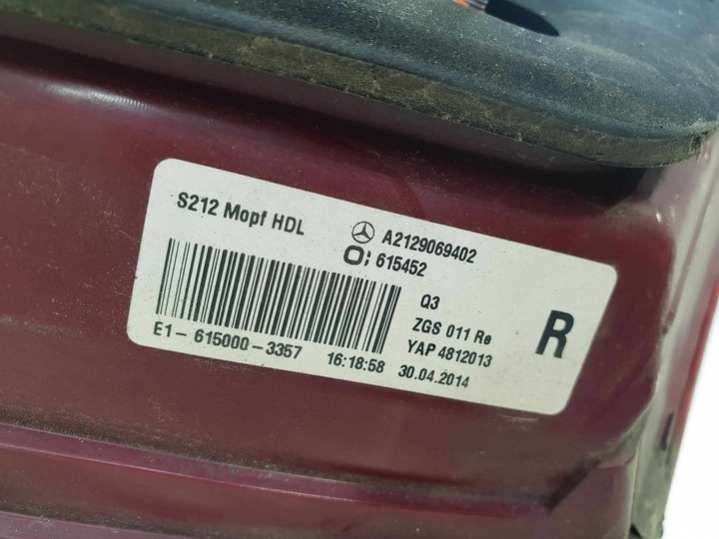 S212 Mopf HDL
A2129069402
615452
Q3
ZGS 011 Re
YAP 4812013
R
E1-615000-3357
16:18:58
30.04.2014